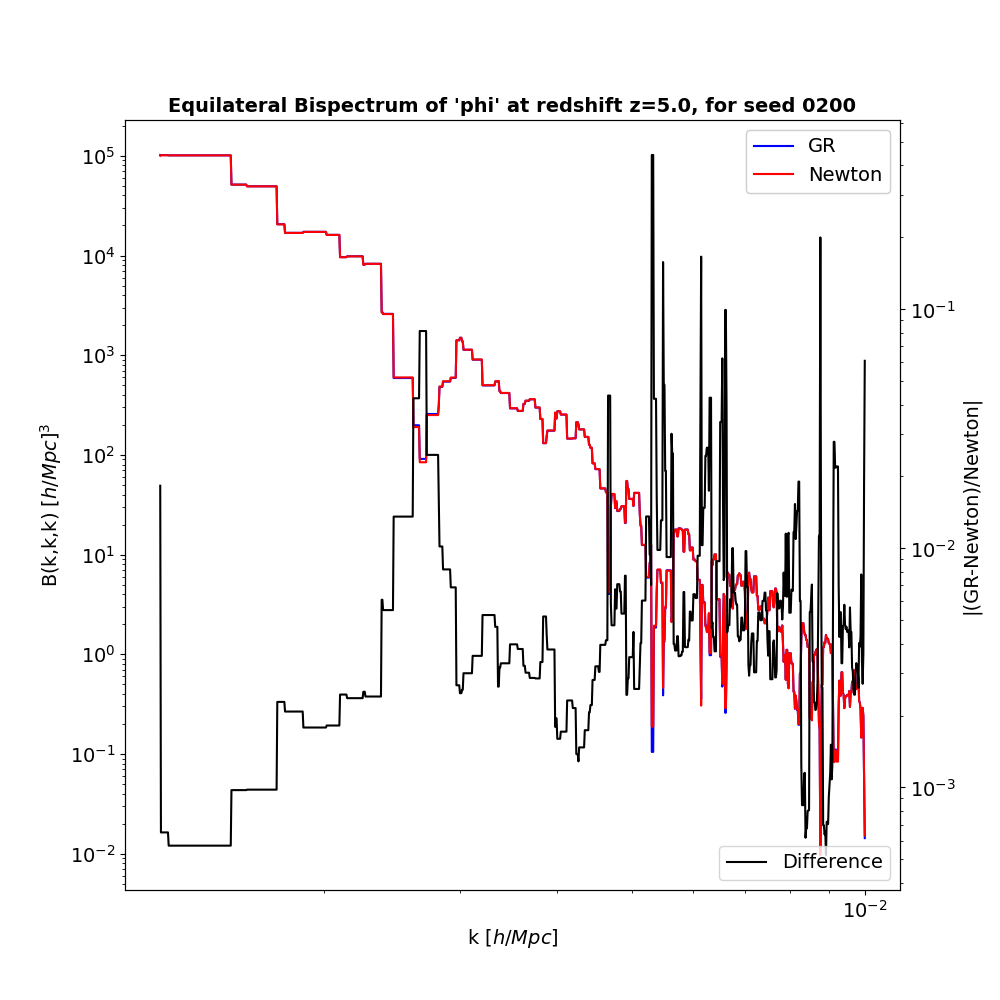 Equilateral Bispectrum of 'phi' at redshift z=5.0, for seed 0200
GR
Newton
10^5
10^4
10^3
10^2
10^1
10^0
10^−1
10^−2
B(k,k,k) [h/Mpc]^3
10^−1
10^−2
10^−3
|(GR-Newton)/Newton|
Difference
10^−2
k [h/Mpc]